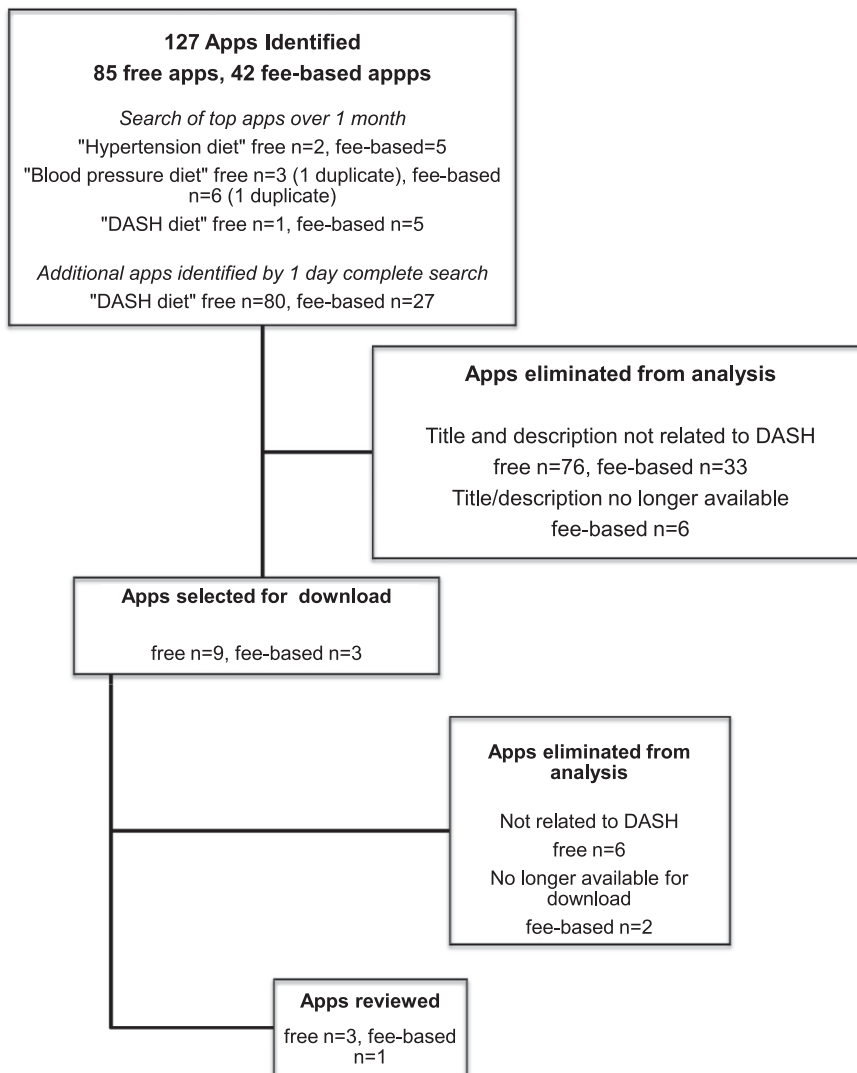 127 Apps Identified
85 free apps, 42 fee-based appps
Search of top apps over 1 month
"Hypertension diet" free n=2, fee-based=5
"Blood pressure diet" free n=3 (1 duplicate), fee-based
n=6 (1 duplicate)
"DASH diet" free n=1, fee-based n=5
Additional apps identified by 1 day complete search
"DASH diet" free n=80, fee-based n=27
Apps eliminated from analysis
Title and description not related to DASH
free n=76, fee-based n=33
Title/description no longer available
fee-based n=6
Apps selected for download
free n=9, fee-based n=3
Apps eliminated from
analysis
Not related to DASH
free n=6
No longer available for
download
fee-based n=2
Apps reviewed
free n=3, fee-based
n=1